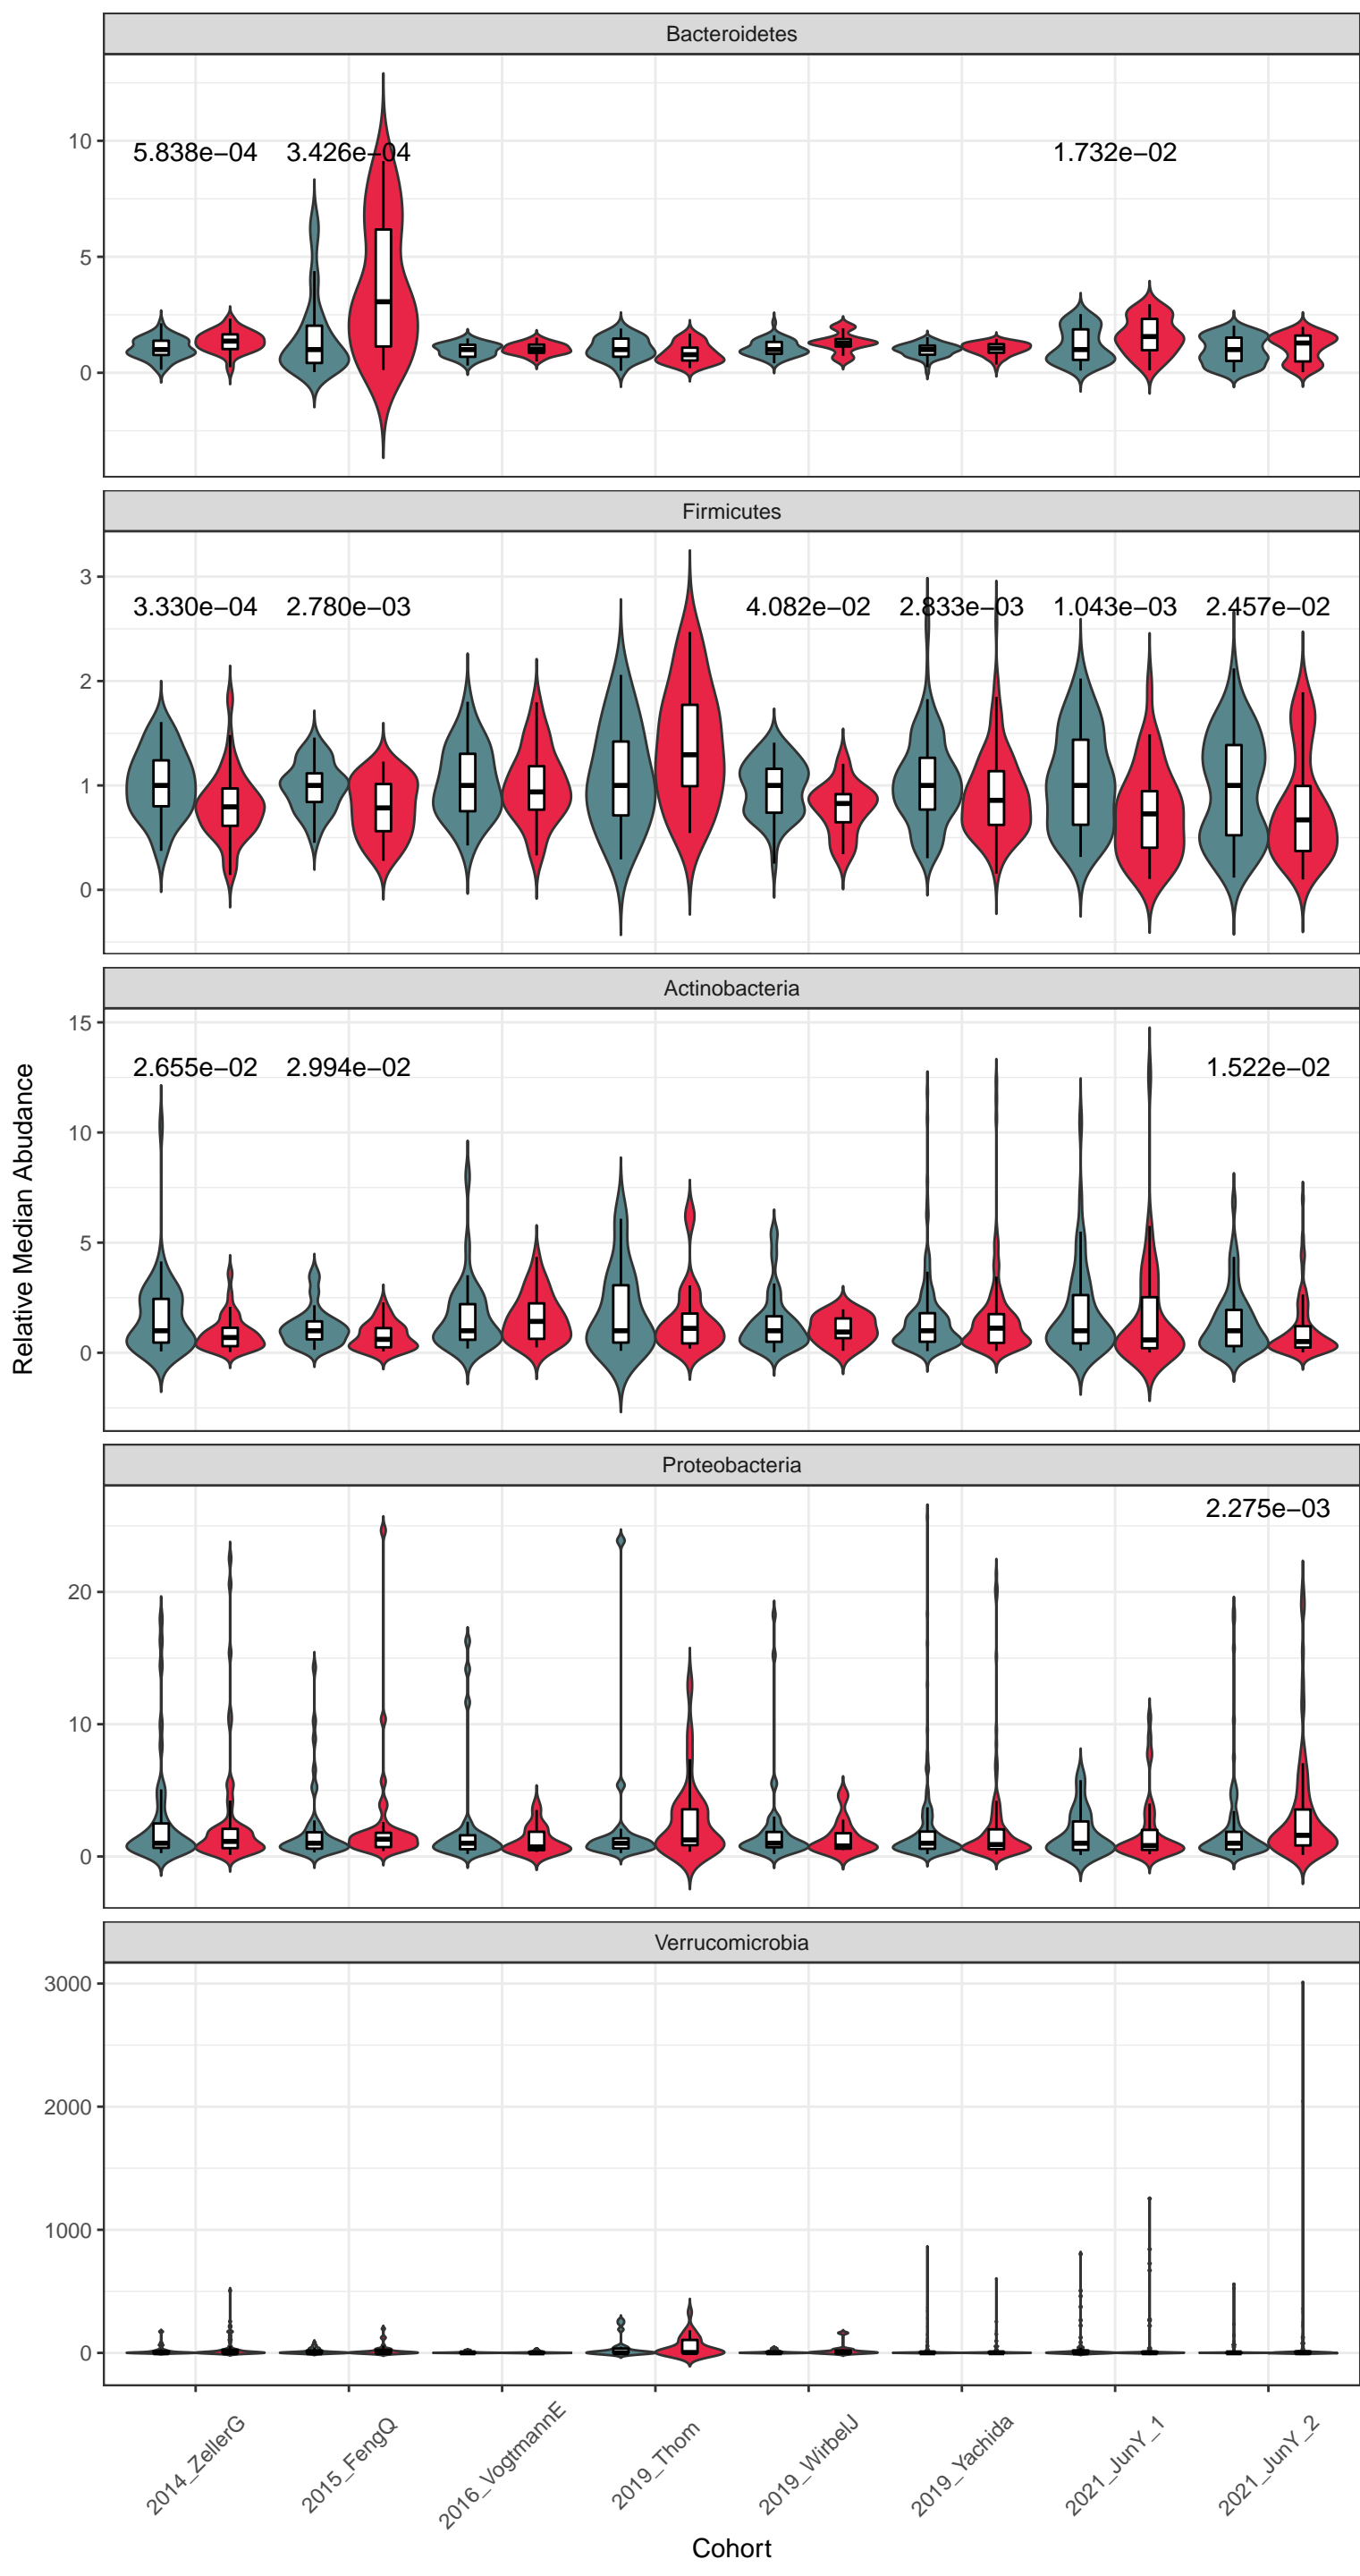 Bacteroidetes
10
5
0
5.838e−04 3.426e−04 1.732e−02
Firmicutes
3
2
1
0
3.330e−04 2.780e−03 4.082e−02 2.833e−03 1.043e−03 2.457e−02
Actinobacteria
15
10
5
0
2.655e−02 2.994e−02 1.522e−02
Relative Median Abudance
Proteobacteria
20
10
0
2.275e−03
Verrucomicrobia
3000
2000
1000
0
2014_ZellerG
2015_FengQ
2016_VogtmannE
2019_Thom
2019_WirbelJ
2019_Yachida
2021_JunY_1
2021_JunY_2
Cohort